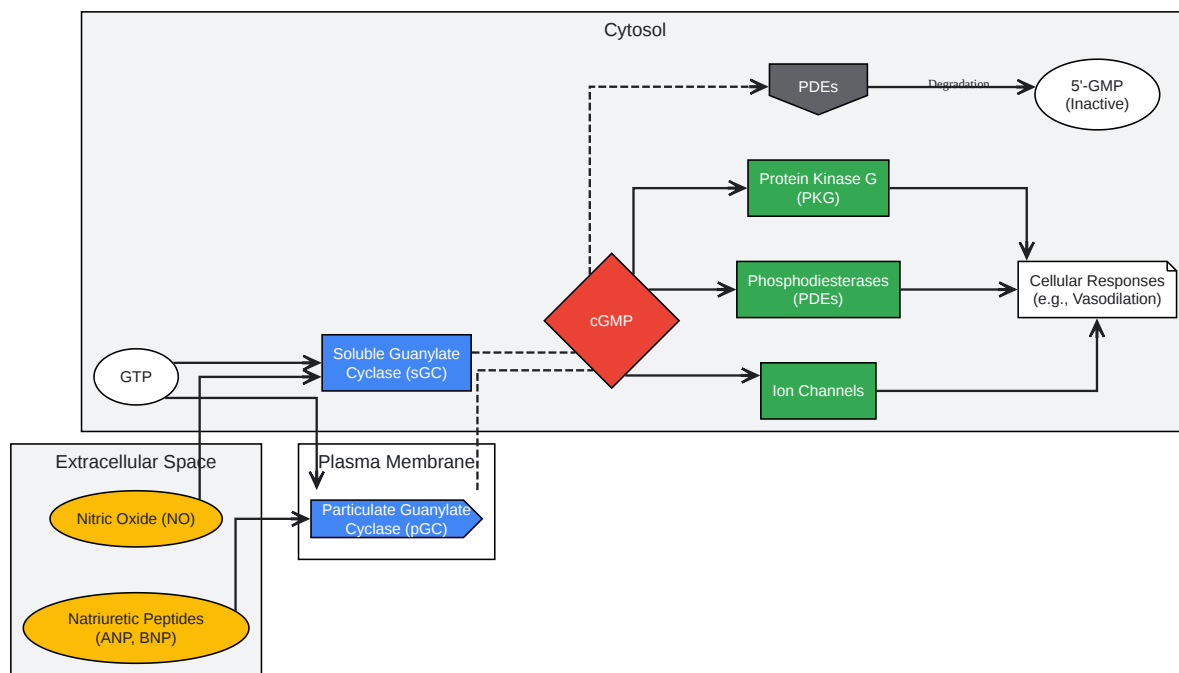 Cytosol
PDEs
Degradation
5'-GMP
(Inactive)
Protein Kinase G
(PKG)
Phosphodiesterases
(PDEs)
Cellular Responses
(e.g., Vasodilation)
cGMP
Soluble Guanylate
Cyclase (sGC)
GTP
Ion Channels
Extracellular Space
Plasma Membrane
Nitric Oxide (NO)
Particulate Guanylate
Cyclase (pGC)
Natriuretic Peptides
(ANP, BNP)